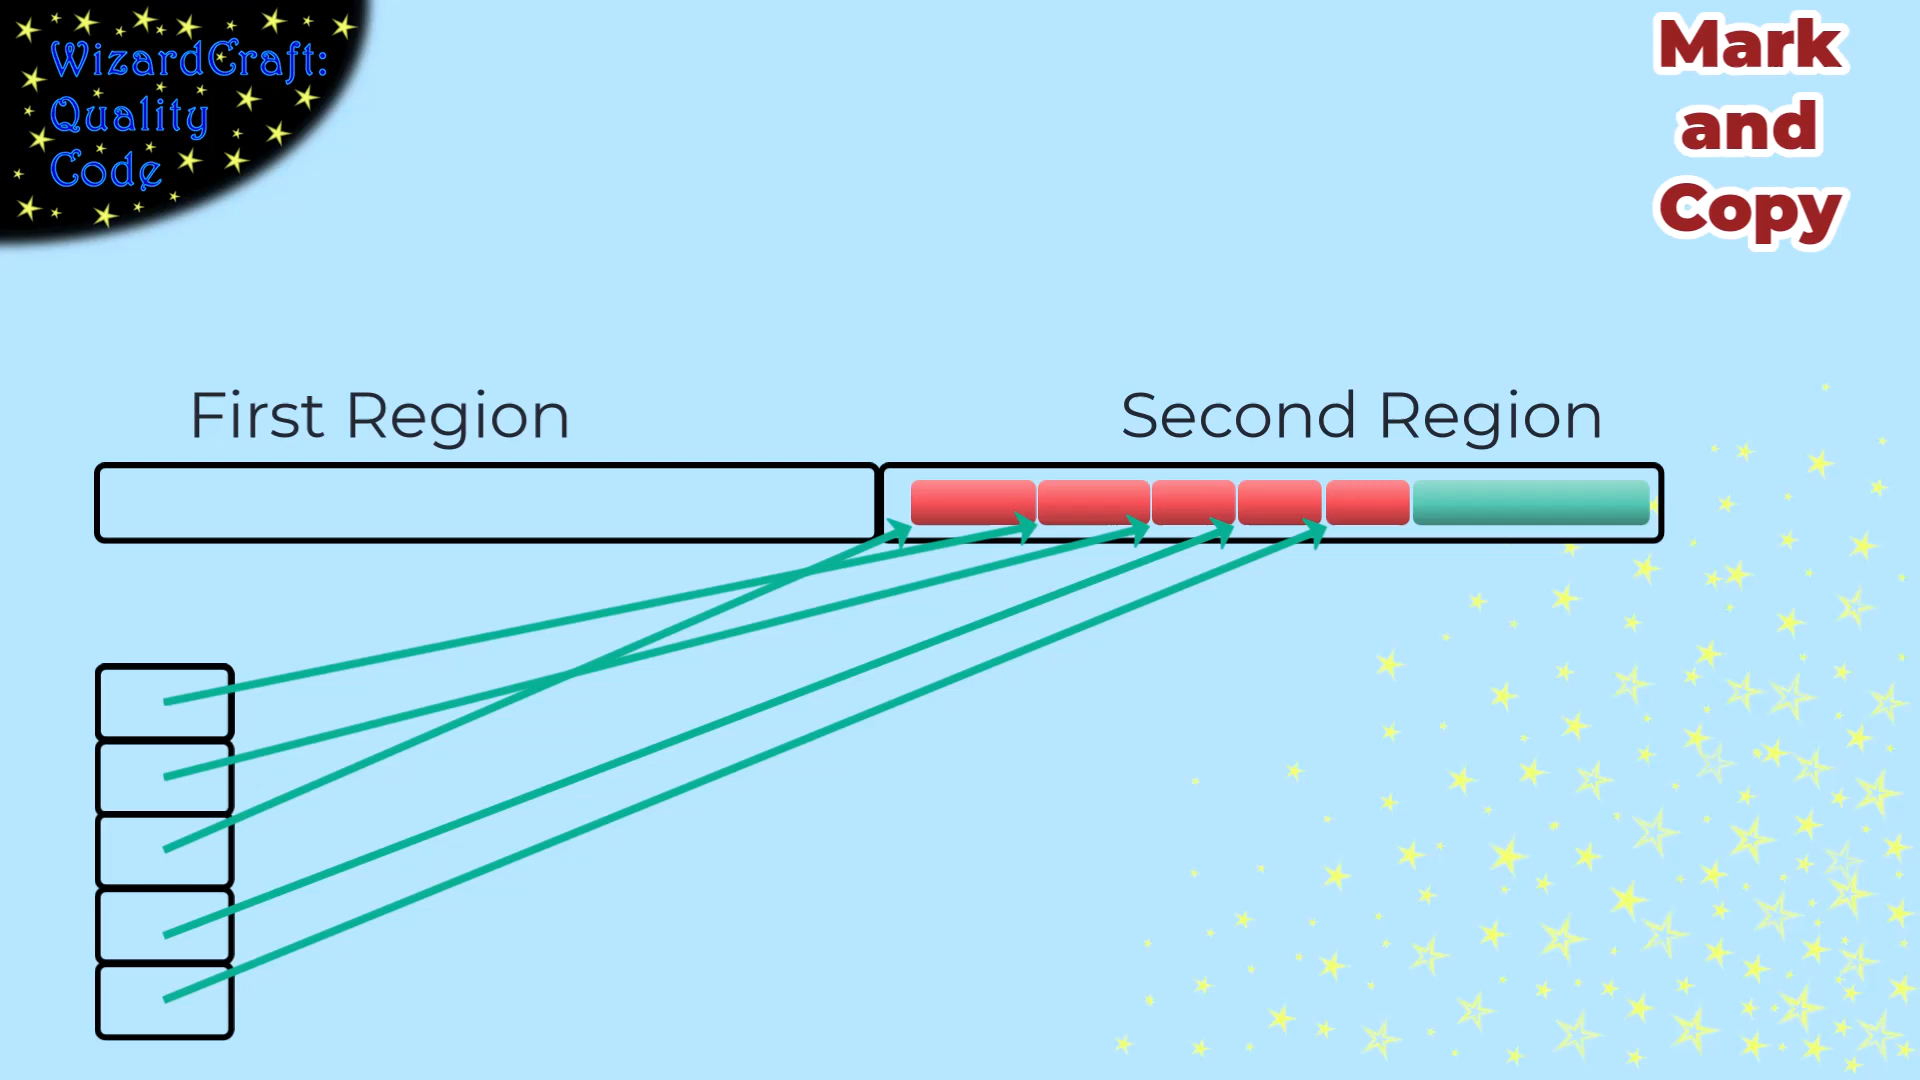 WizardCraft:
Quality
Code
Mark
and
Copy
First Region
Second Region